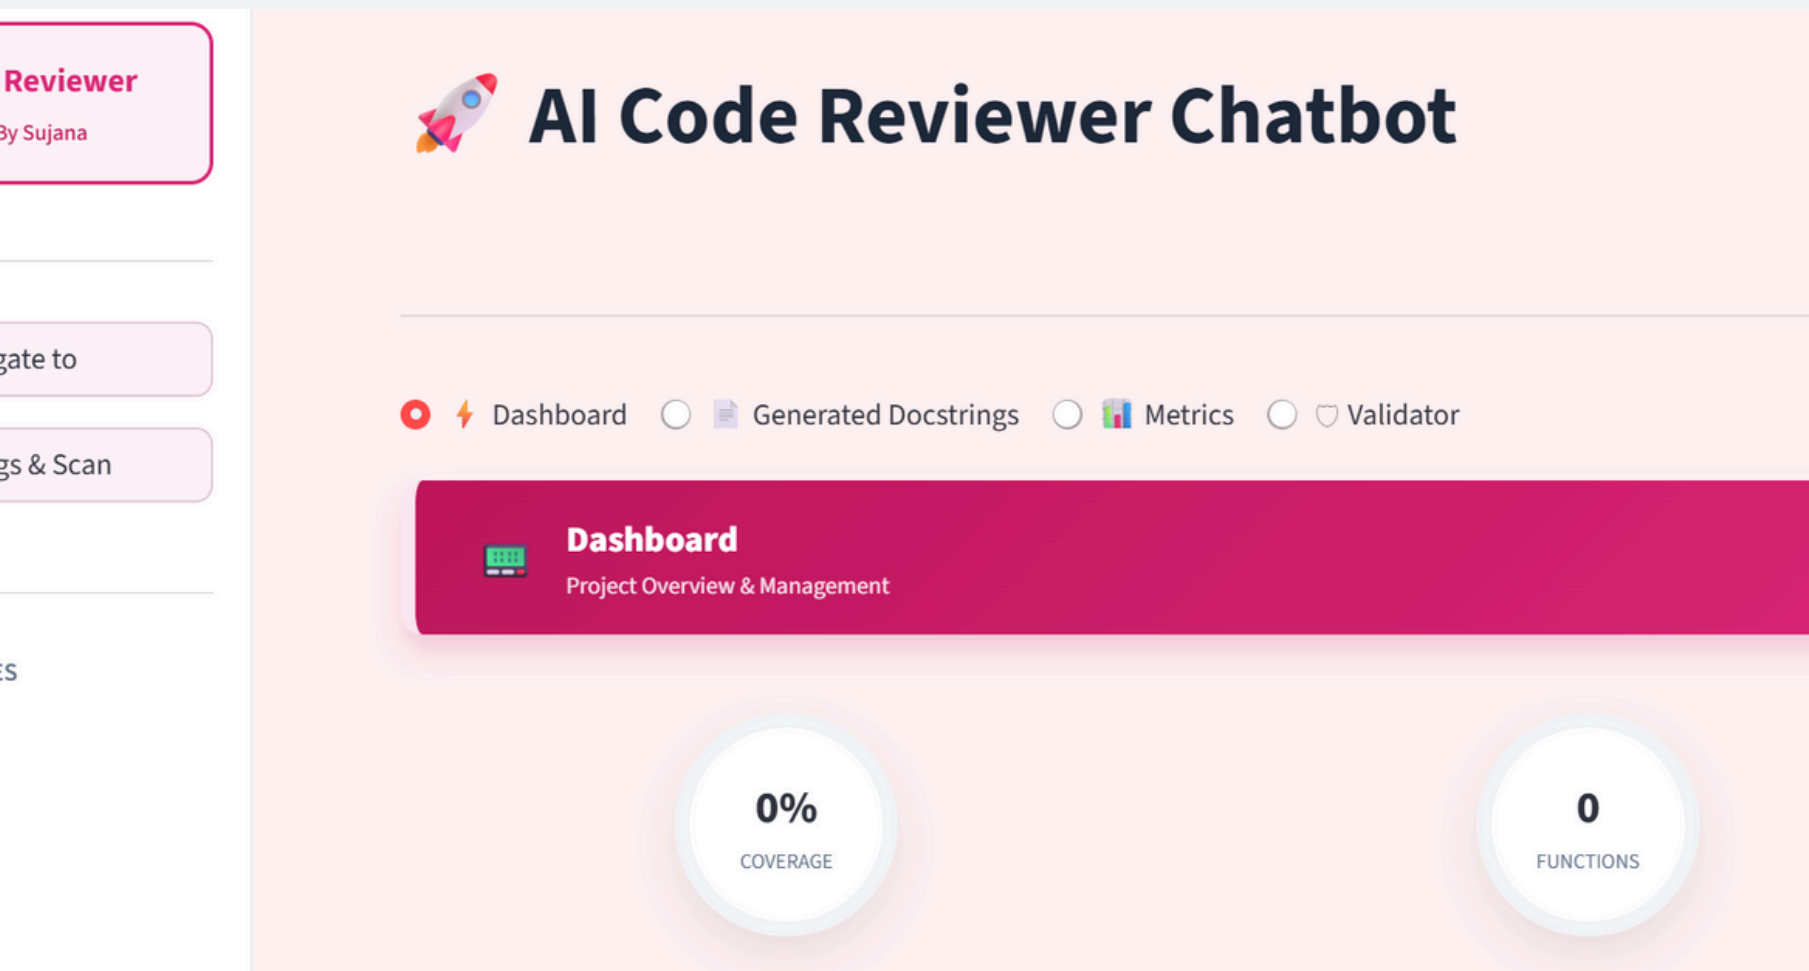 Reviewer
By Sujana
gate to
gs & Scan
ES
AI Code Reviewer Chatbot
Dashboard Generated Docstrings Metrics Validator
Dashboard
Project Overview & Management
0%
COVERAGE
0
FUNCTIONS